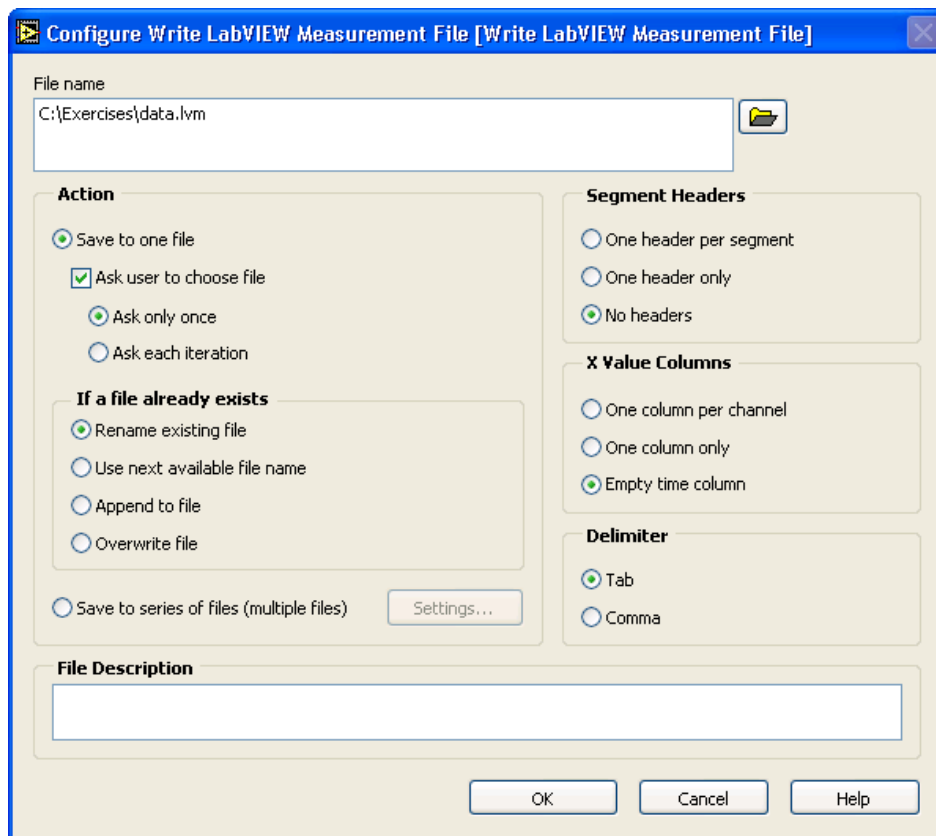 Configure Write LabVIEW Measurement File [Write LabVIEW Measurement File]
File name
C:\Exercises\data.lvm
Action
Save to one file
Ask user to choose file
Ask only once
Ask each iteration
If a file already exists
Rename existing file
Use next available file name
Append to file
Overwrite file
Save to series of files (multiple files)
Settings...
Segment Headers
One header per segment
One header only
No headers
X Value Columns
One column per channel
One column only
Empty time column
Delimiter
Tab
Comma
File Description
OK
Cancel
Help